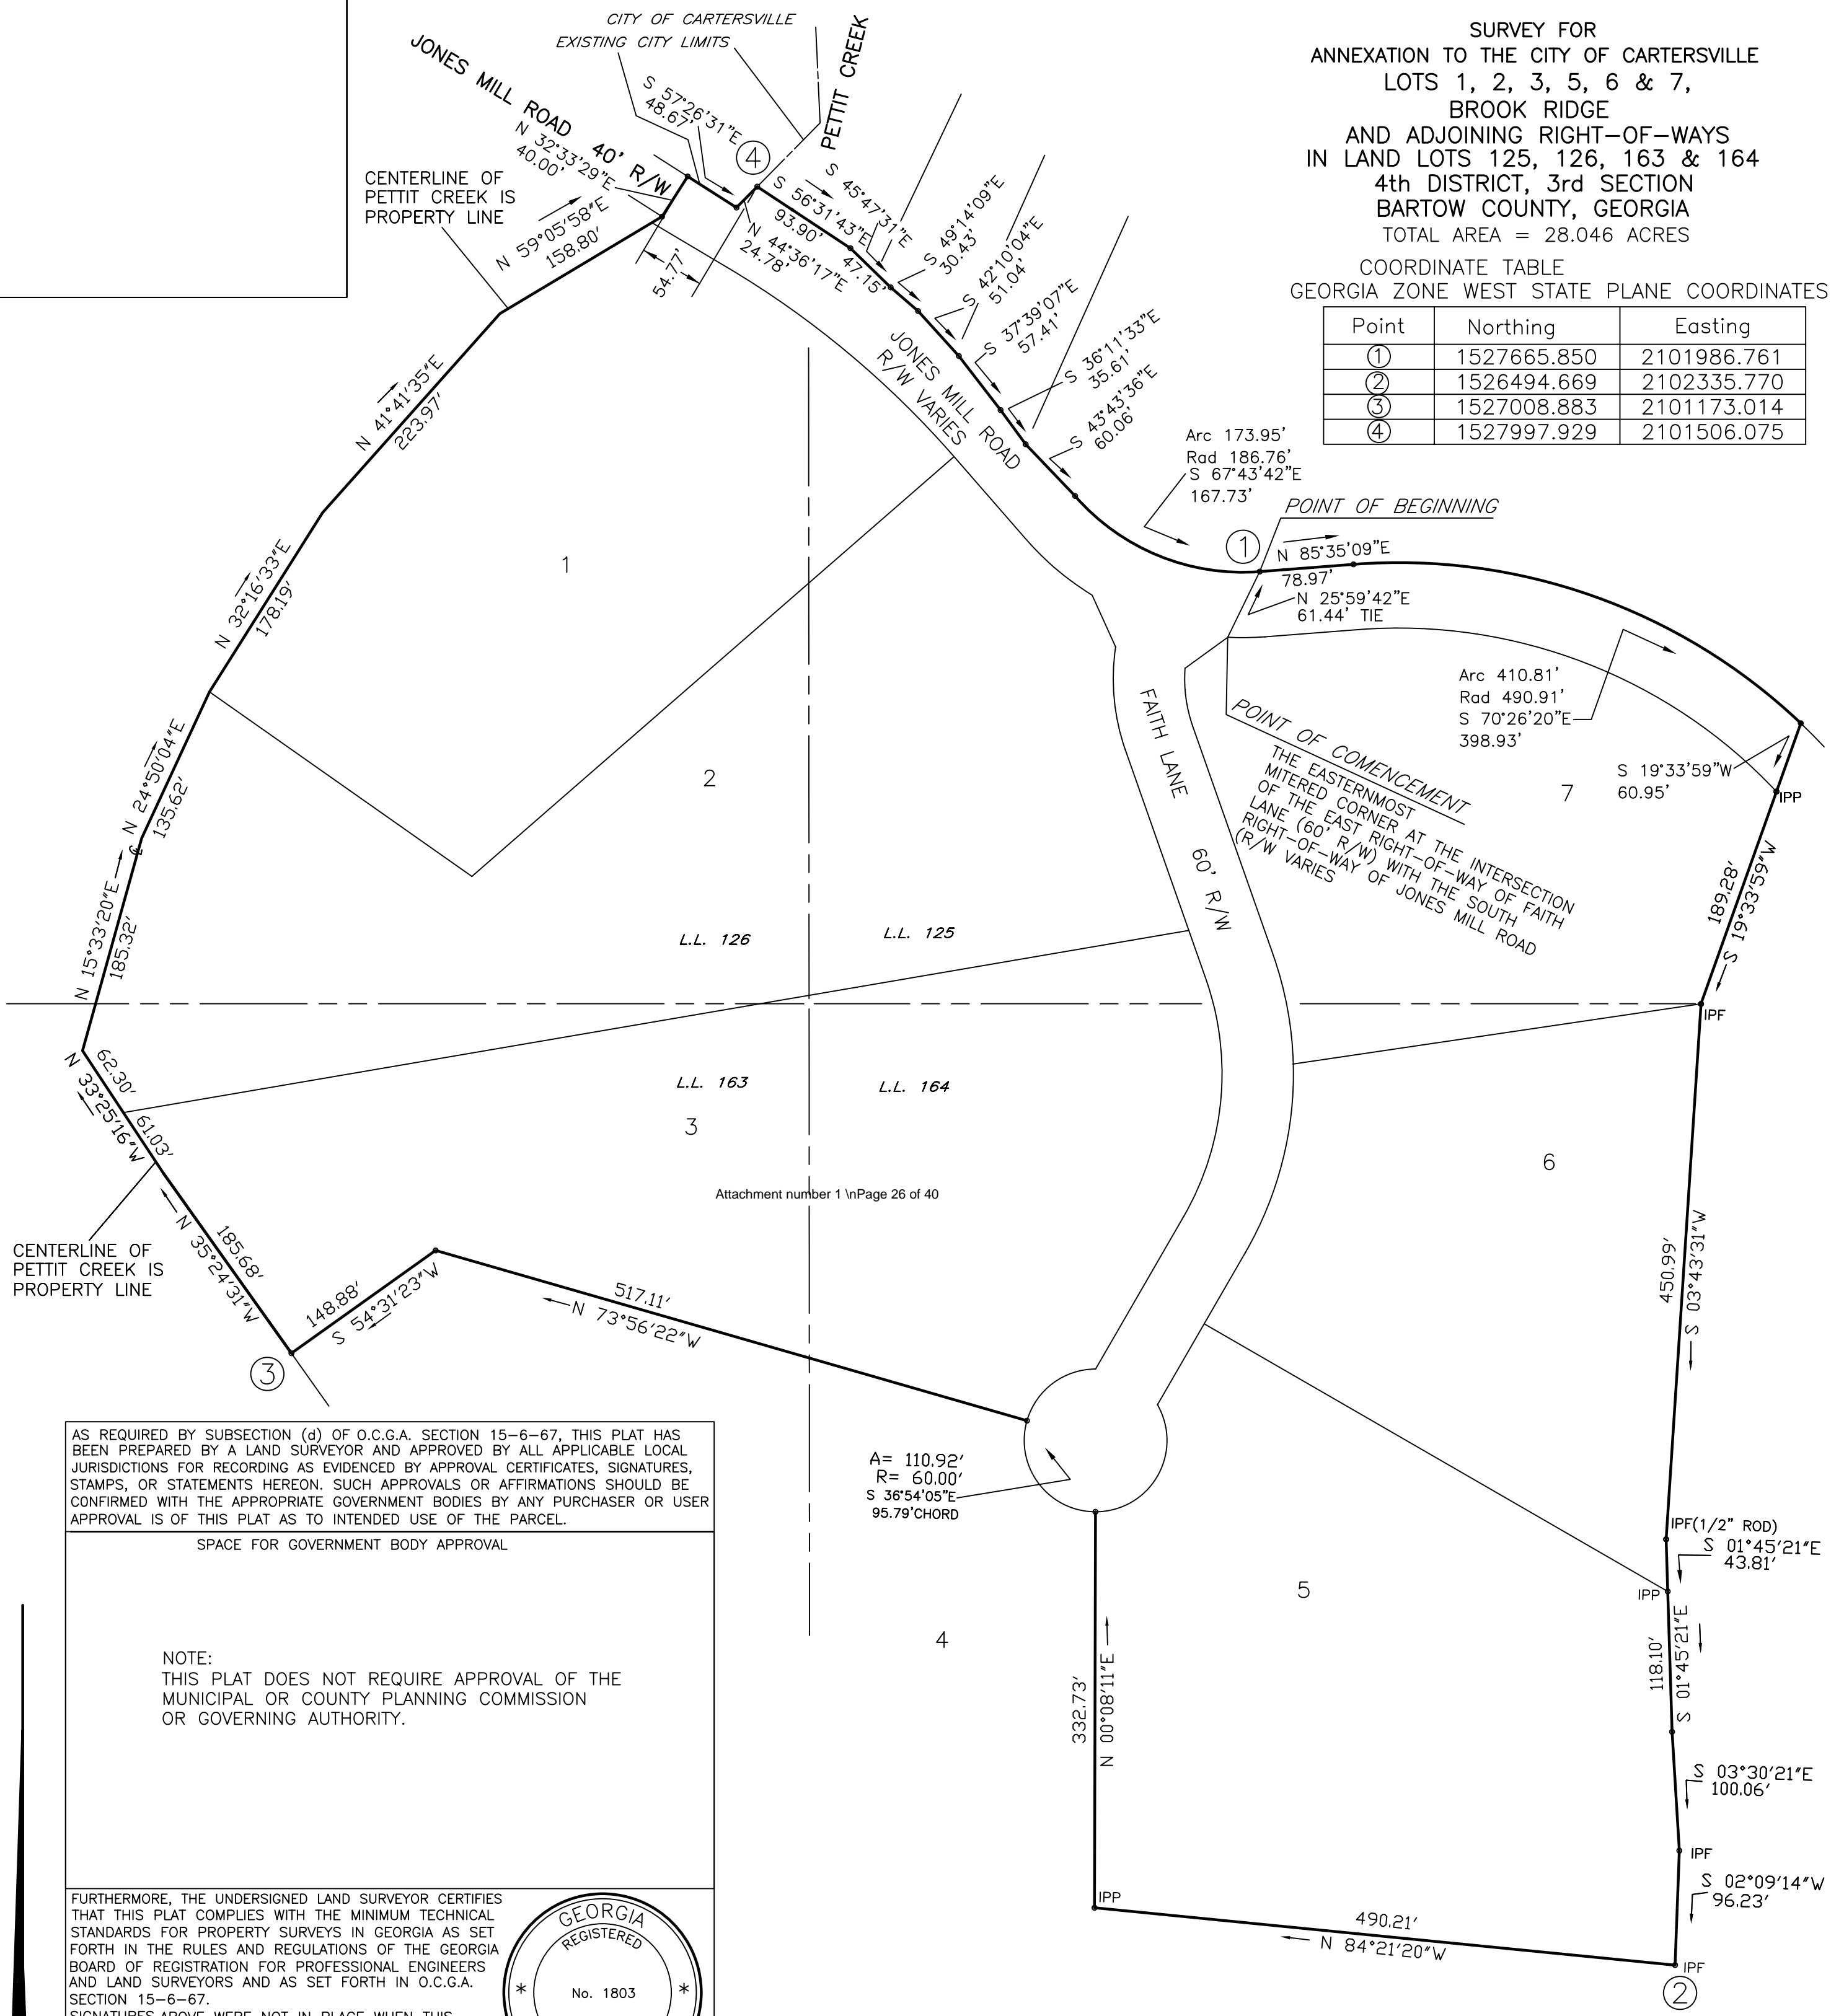 SURVEY FOR
ANNEXATION TO THE CITY OF CARTERSVILLE
LOTS 1, 2, 3, 5, 6 & 7,
BROOK RIDGE
AND ADJOINING RIGHT-OF-WAYS
IN LAND LOTS 125, 126, 163 & 164
4th DISTRICT, 3rd SECTION
BARTOW COUNTY, GEORGIA
TOTAL AREA = 28.046 ACRES
COORDINATE TABLE
GEORGIA ZONE WEST STATE PLANE COORDINATES
Point Northing Easting
① 1527665.850 2101986.761
② 1526494.669 2102335.770
③ 1527008.883 2101173.014
④ 1527997.929 2101506.075
CITY OF CARTERSVILLE
EXISTING CITY LIMITS
PETTIT CREEK
JONES MILL ROAD 40' R/W
S 57°26'31"E
48.67'
④
N 32°33'29"E
40.00'
CENTERLINE OF
PETTIT CREEK IS
PROPERTY LINE
N 59°05'58"E
158.80'
54.77'
N 44°36'17"E
24.78'
S 56°31'43"E
93.90'
S 45°47'31"E
47.15'
S 49°14'09"E
30.43'
S 42°10'04"E
51.04'
S 37°39'07"E
57.41'
S 36°11'33"E
35.61'
S 43°43'36"E
60.06'
JONES MILL ROAD
R/W VARIES
Arc 173.95'
Rad 186.76'
S 67°43'42"E
167.73'
POINT OF BEGINNING
①
N 85°35'09"E
78.97'
N 25°59'42"E
61.44' TIE
Arc 410.81'
Rad 490.91'
S 70°26'20"E
398.93'
S 19°33'59"W
60.95'
IPP
7
POINT OF COMENCEMENT
THE EASTERNMOST
MITERED CORNER AT THE INTERSECTION
OF THE EAST RIGHT-OF-WAY OF FAITH
LANE (60' R/W) WITH THE SOUTH
RIGHT-OF-WAY OF JONES MILL ROAD
(R/W VARIES
FAITH LANE 60' R/W
189.28'
S 19°33'59"W
IPF
N 41°41'35"E
223.97'
N 32°16'33"E
178.19'
1
2
N 24°50'04"E
135.62'
℄
N 15°33'20"E
185.32'
L.L. 126
L.L. 125
L.L. 163
L.L. 164
62.30'
61.03'
N 33°25'16"W
3
6
Attachment number 1 \nPage 26 of 40
CENTERLINE OF
PETTIT CREEK IS
PROPERTY LINE
185.68'
N 35°24'31"W
③
148.88'
S 54°31'23"W
517.11'
N 73°56'22"W
450.99'
S 03°43'31"W
A= 110.92'
R= 60.00'
S 36°54'05"E
95.79'CHORD
IPF(1/2" ROD)
S 01°45'21"E
43.81'
IPP
118.10'
S 01°45'21"E
5
4
332.73'
N 00°08'11"E
S 03°30'21"E
100.06'
IPF
S 02°09'14"W
96.23'
IPP
490.21'
N 84°21'20"W
IPF
②
AS REQUIRED BY SUBSECTION (d) OF O.C.G.A. SECTION 15-6-67, THIS PLAT HAS
BEEN PREPARED BY A LAND SURVEYOR AND APPROVED BY ALL APPLICABLE LOCAL
JURISDICTIONS FOR RECORDING AS EVIDENCED BY APPROVAL CERTIFICATES, SIGNATURES,
STAMPS, OR STATEMENTS HEREON. SUCH APPROVALS OR AFFIRMATIONS SHOULD BE
CONFIRMED WITH THE APPROPRIATE GOVERNMENT BODIES BY ANY PURCHASER OR USER
APPROVAL IS OF THIS PLAT AS TO INTENDED USE OF THE PARCEL.
SPACE FOR GOVERNMENT BODY APPROVAL
NOTE:
THIS PLAT DOES NOT REQUIRE APPROVAL OF THE
MUNICIPAL OR COUNTY PLANNING COMMISSION
OR GOVERNING AUTHORITY.
FURTHERMORE, THE UNDERSIGNED LAND SURVEYOR CERTIFIES
THAT THIS PLAT COMPLIES WITH THE MINIMUM TECHNICAL
STANDARDS FOR PROPERTY SURVEYS IN GEORGIA AS SET
FORTH IN THE RULES AND REGULATIONS OF THE GEORGIA
BOARD OF REGISTRATION FOR PROFESSIONAL ENGINEERS
AND LAND SURVEYORS AND AS SET FORTH IN O.C.G.A.
SECTION 15-6-67.
SIGNATURES ABOVE WERE NOT IN PLACE WHEN THIS
GEORGIA
REGISTERED
* No. 1803 *